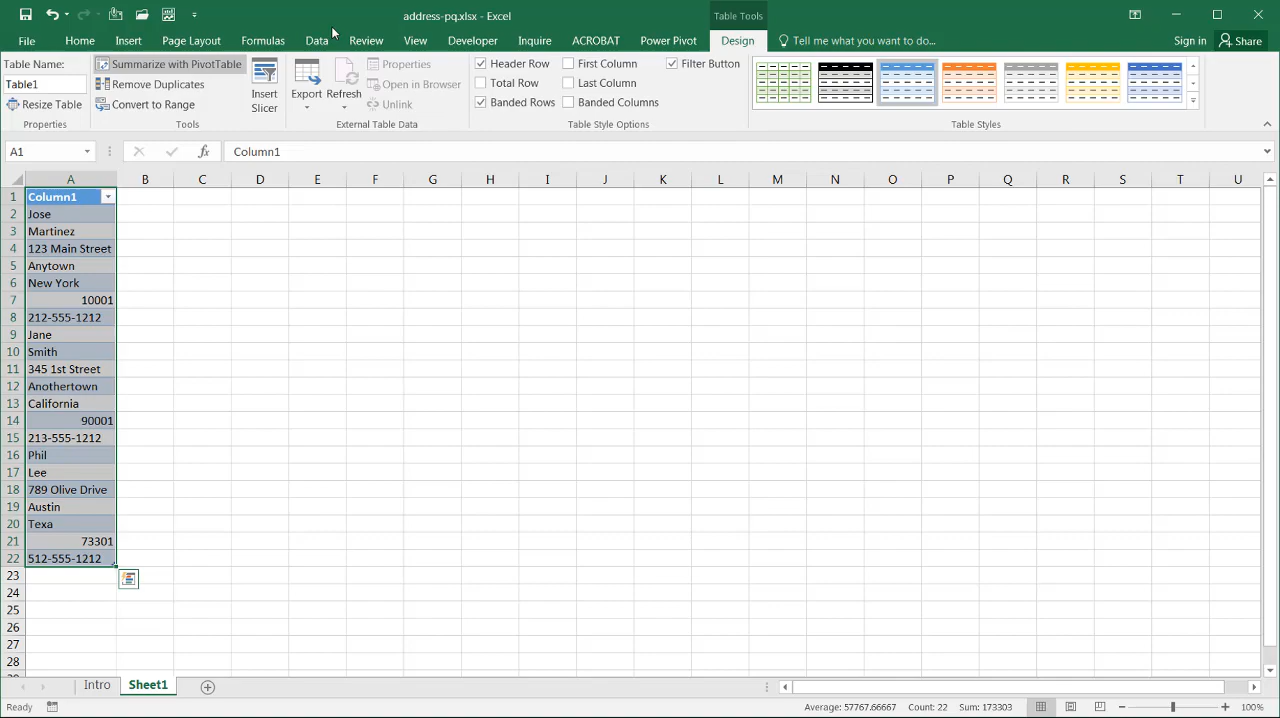 address-pq.xlsx - Excel
Table Tools
File
Home
Insert
Page Layout
Formulas
Data
Review
View
Developer
Inquire
ACROBAT
Power Pivot
Design
Tell me what you want to do...
Sign in
Share
Table Name:
Table1
Resize Table
Properties
Summarize with PivotTable
Remove Duplicates
Convert to Range
Tools
Insert
Slicer
Export
Refresh
Properties
Open in Browser
Unlink
External Table Data
Header Row
Total Row
Banded Rows
First Column
Last Column
Banded Columns
Filter Button
Table Style Options
Table Styles
A1
fx
Column1
A B C D E F G H I J K L M N O P Q R S T U
1 Column1
2 Jose
3 Martinez
4 123 Main Street
5 Anytown
6 New York
7 10001
8 212-555-1212
9 Jane
10 Smith
11 345 1st Street
12 Anothertown
13 California
14 90001
15 213-555-1212
16 Phil
17 Lee
18 789 Olive Drive
19 Austin
20 Texa
21 73301
22 512-555-1212
23
24
25
26
27
28
Intro
Sheet1
Ready
Average: 57767.66667
Count: 22
Sum: 173303
100%